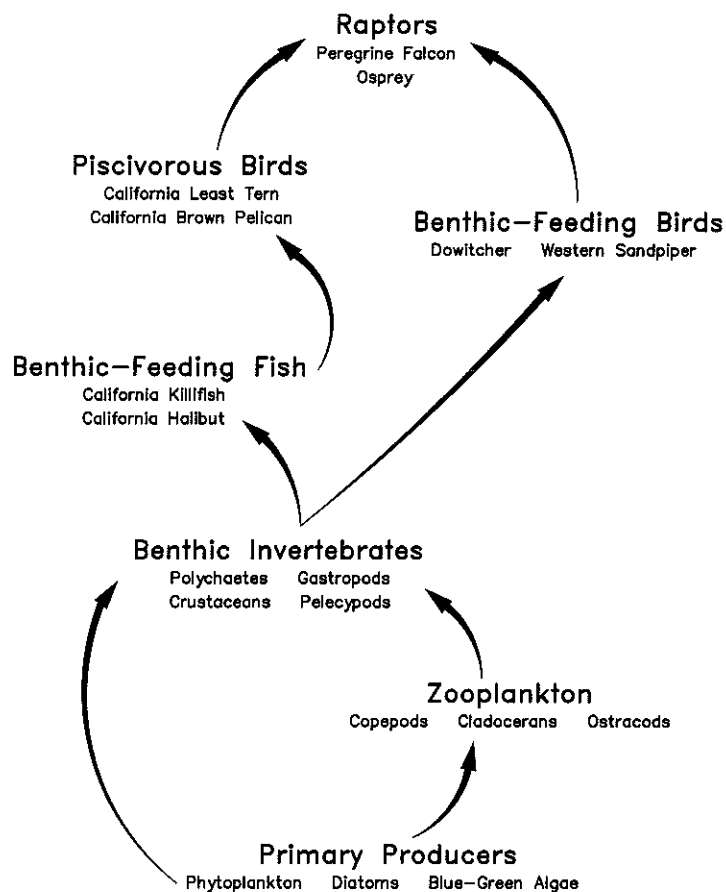 Raptors
Peregrine Falcon
Osprey
Piscivorous Birds
California Least Tern
California Brown Pelican
Benthic-Feeding Birds
Dowitcher Western Sandpiper
Benthic-Feeding Fish
California Killifish
California Halibut
Benthic Invertebrates
Polychaetes Gastropods
Crustaceans Pelecypods
Zooplankton
Copepods Cladocerans Ostracods
Primary Producers
Phytoplankton Diatoms Blue-Green Algae